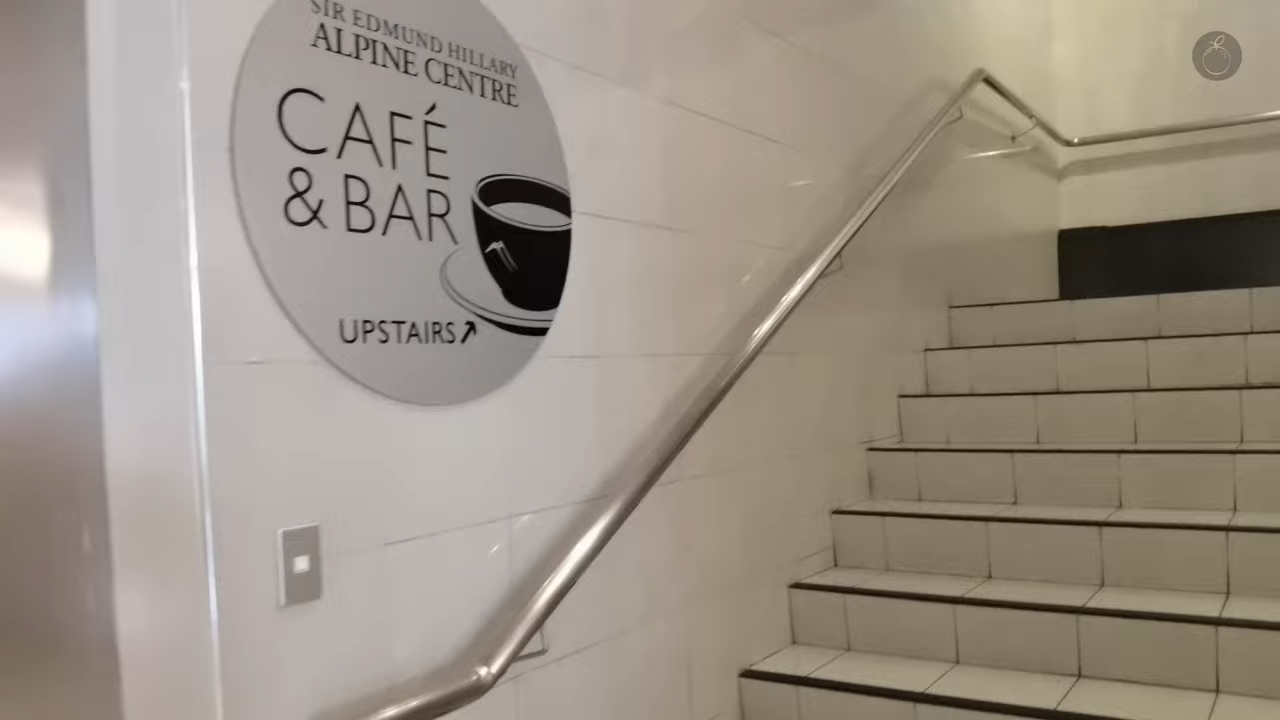 SIR EDMUND HILLARY
ALPINE CENTRE
CAFÉ
& BAR
UPSTAIRS↗